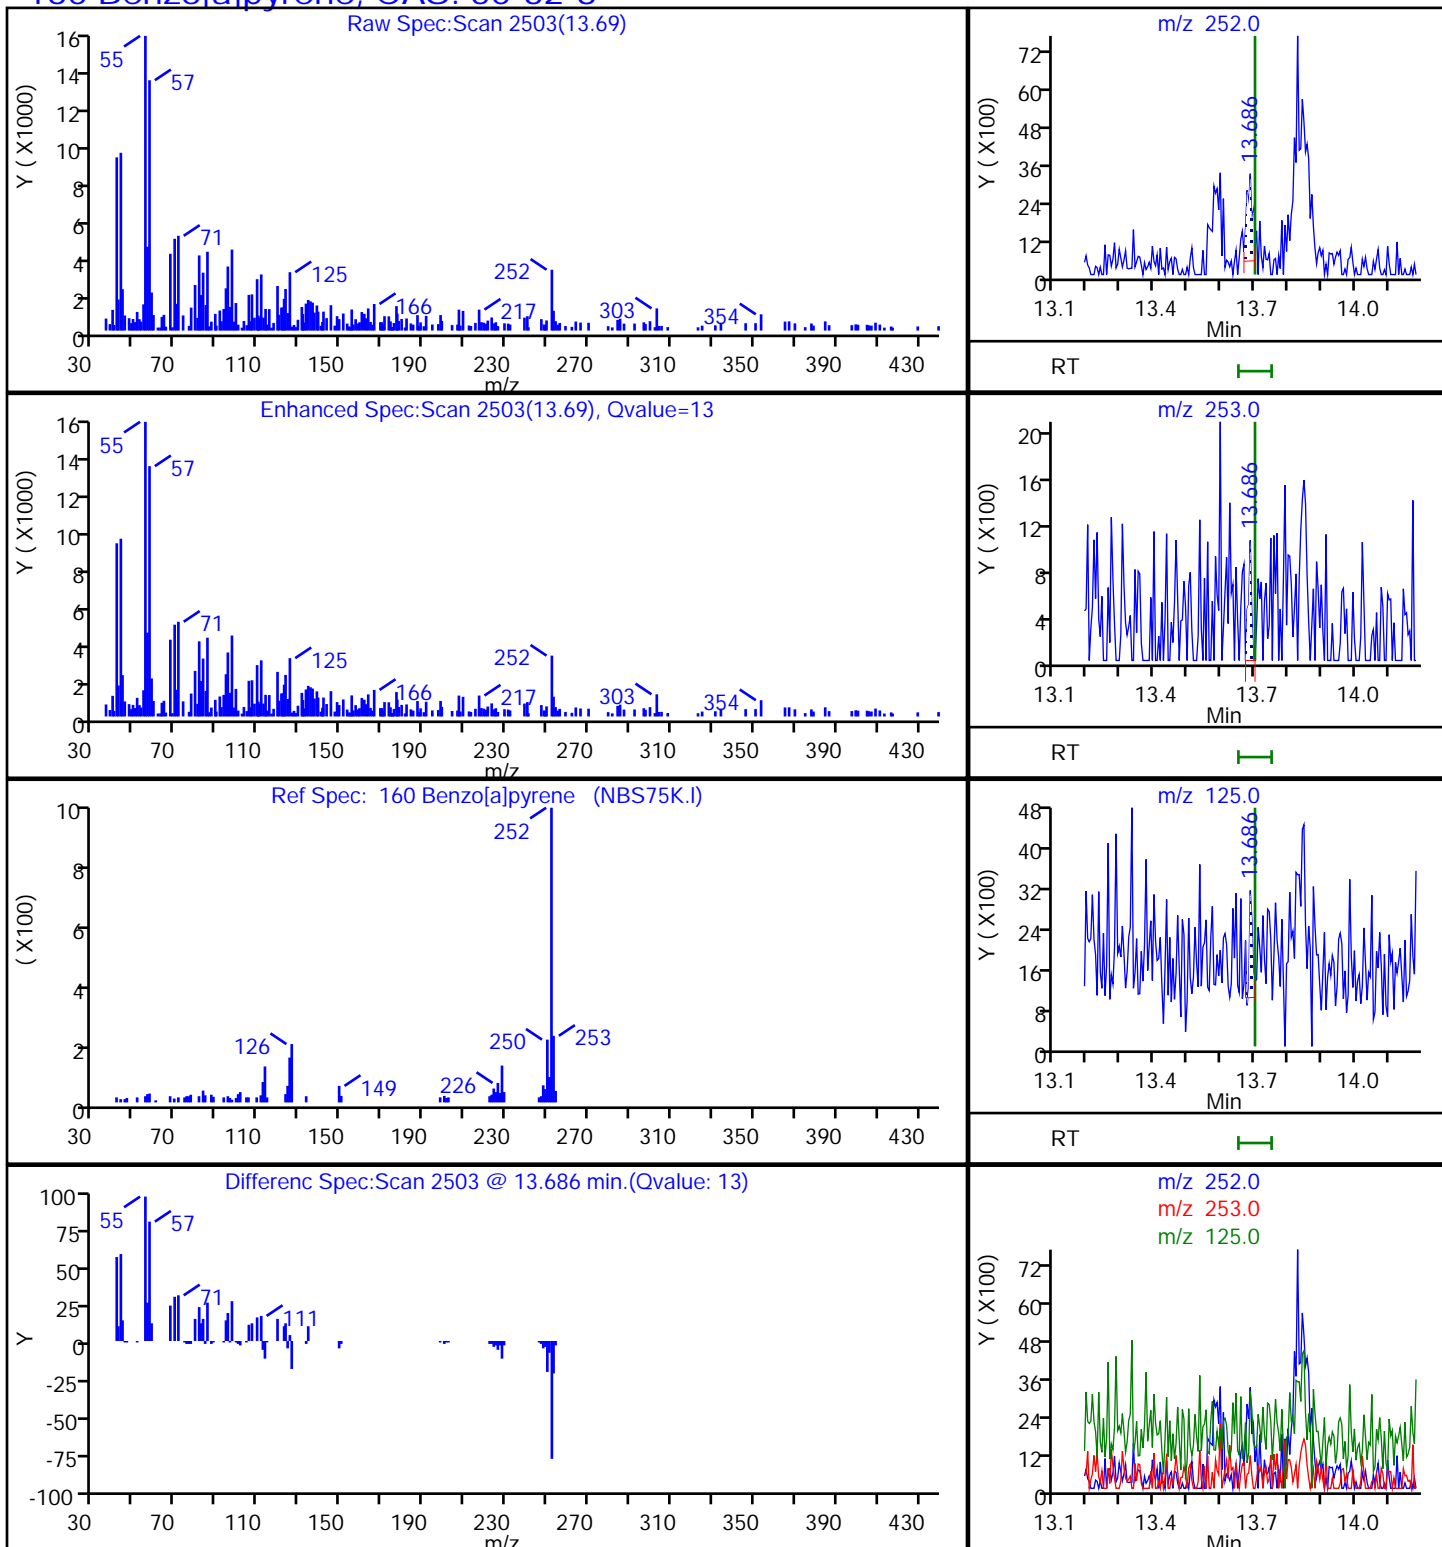 160 Benzo[a]pyrene, CAS: 50-32-8
Raw Spec:Scan 2503(13.69)
Y ( X1000)
16
14
12
10
8
6
4
2
0
55
57
71
125
166
217
252
303
354
30 70 110 150 190 230 270 310 350 390 430
m/z
m/z 252.0
Y ( X100)
72
60
48
36
24
12
0
13.686
13.1 13.4 13.7 14.0
Min
RT
Enhanced Spec:Scan 2503(13.69), Qvalue=13
Y ( X1000)
16
14
12
10
8
6
4
2
0
55
57
71
125
166
217
252
303
354
30 70 110 150 190 230 270 310 350 390 430
m/z
m/z 253.0
Y ( X100)
20
16
12
8
4
0
13.686
13.1 13.4 13.7 14.0
Min
RT
Ref Spec: 160 Benzo[a]pyrene (NBS75K.I)
( X100)
10
8
6
4
2
0
126
149
226
250
252
253
30 70 110 150 190 230 270 310 350 390 430
m/z 125.0
Y ( X100)
48
40
32
24
16
8
0
13.686
13.1 13.4 13.7 14.0
Min
RT
Differenc Spec:Scan 2503 @ 13.686 min.(Qvalue: 13)
Y
100
75
50
25
0
-25
-50
-75
-100
55
57
71
111
30 70 110 150 190 230 270 310 350 390 430
m/z
m/z 252.0
m/z 253.0
m/z 125.0
Y ( X100)
72
60
48
36
24
12
0
13.1 13.4 13.7 14.0
Min